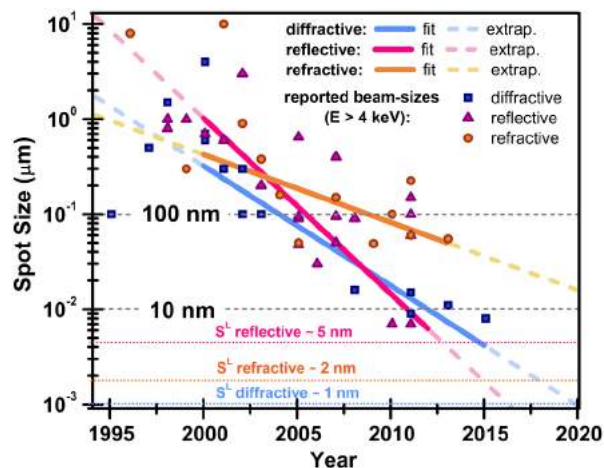 diffractive: fit extrap.
reflective: fit extrap.
refractive: fit extrap.
reported beam-sizes diffractive
(E > 4 keV): reflective
refractive
10¹
10⁰
10⁻¹
10⁻²
10⁻³
Spot Size (μm)
100 nm
10 nm
Sᴸ reflective ~ 5 nm
Sᴸ refractive ~ 2 nm
Sᴸ diffractive ~ 1 nm
1995 2000 2005 2010 2015 2020
Year